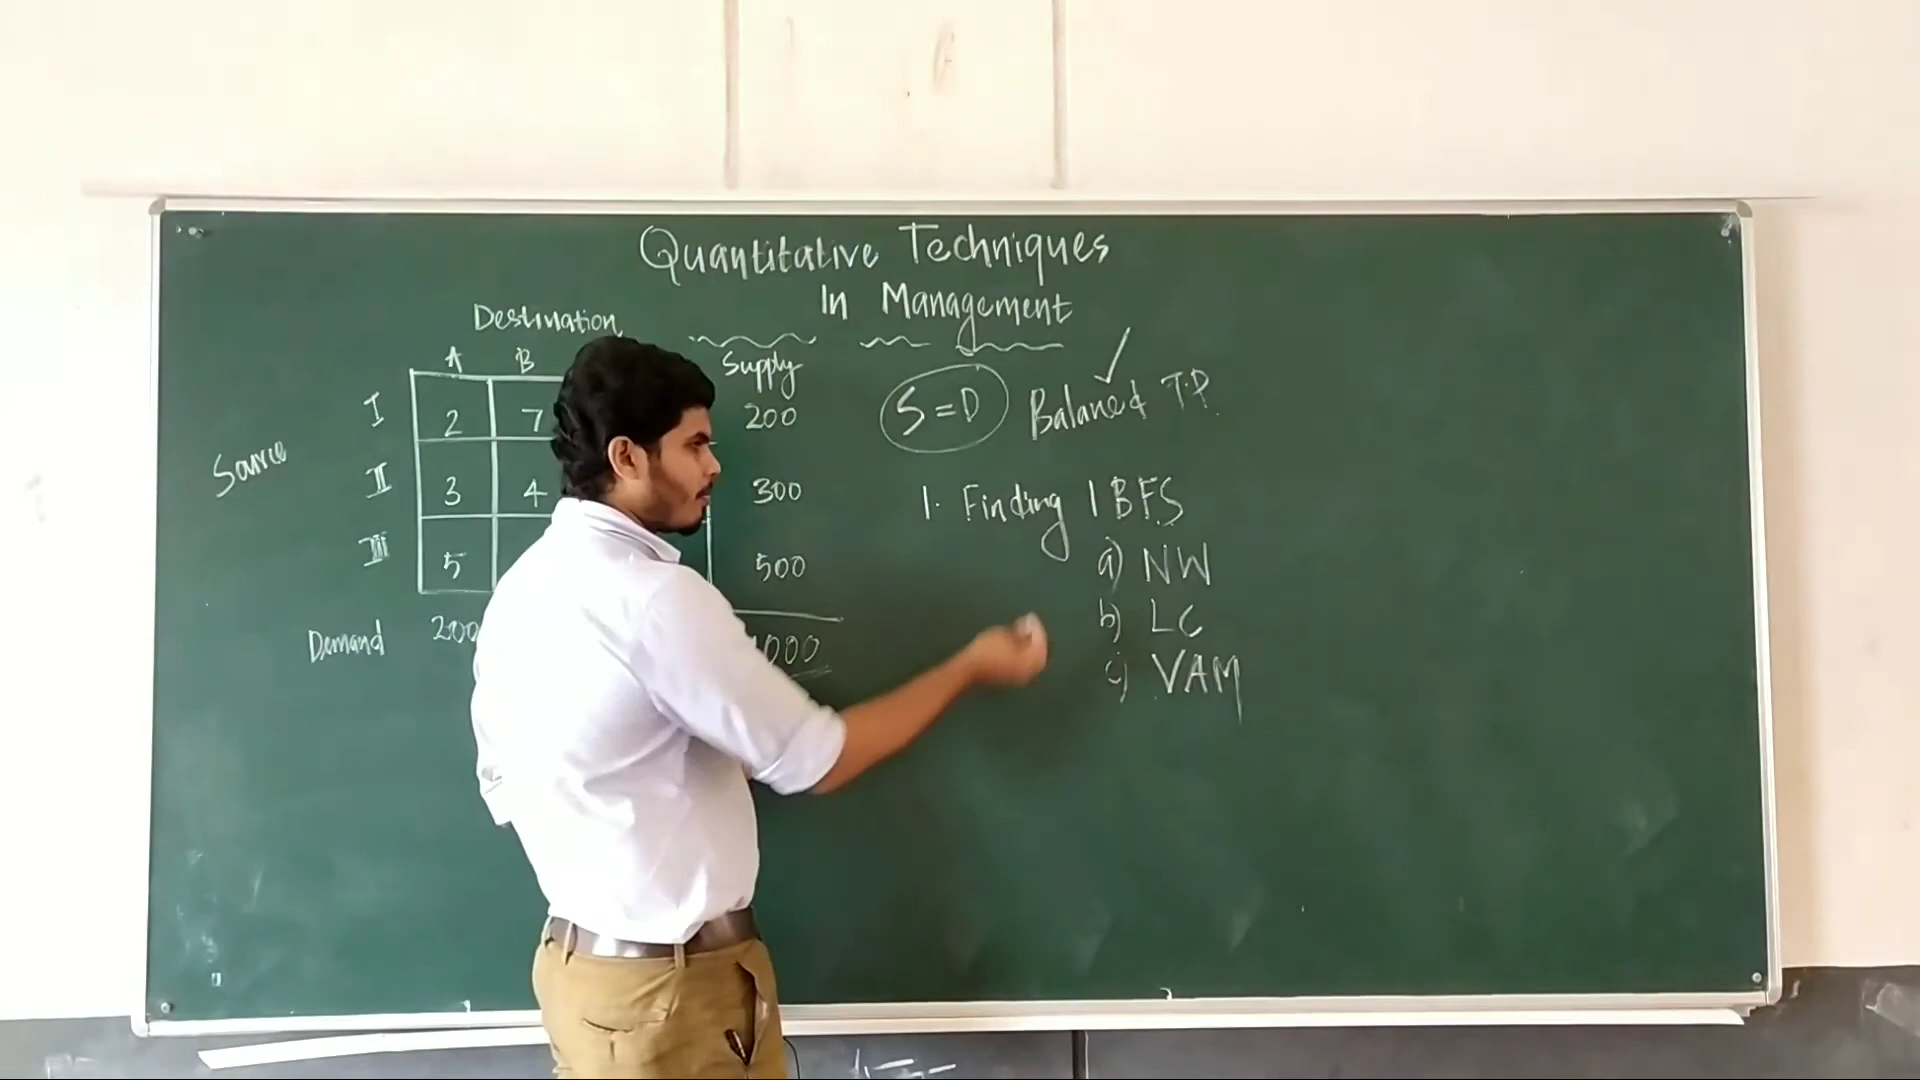 Quantitative Techniques
In Management
Destination
A B Supply
I 2 7 200
Source II 3 4 300
III 5 500
Demand 200 1000
S=D Balanced T.P.
1. Finding IBFS
a) NW
b) LC
c) VAM